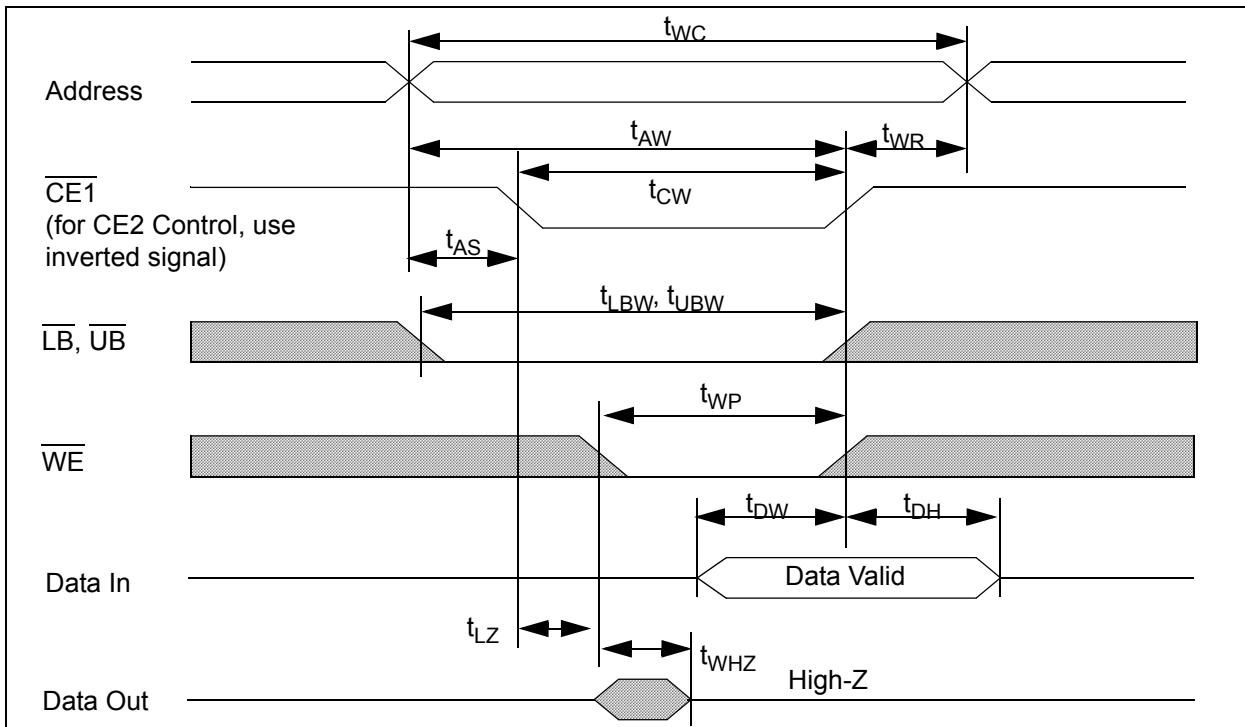 tWC
Address
tAW
tWR
CE1
tCW
(for CE2 Control, use
inverted signal)
tAS
tLBW, tUBW
LB, UB
tWP
WE
tDW
tDH
Data In
Data Valid
tLZ
tWHZ
High-Z
Data Out